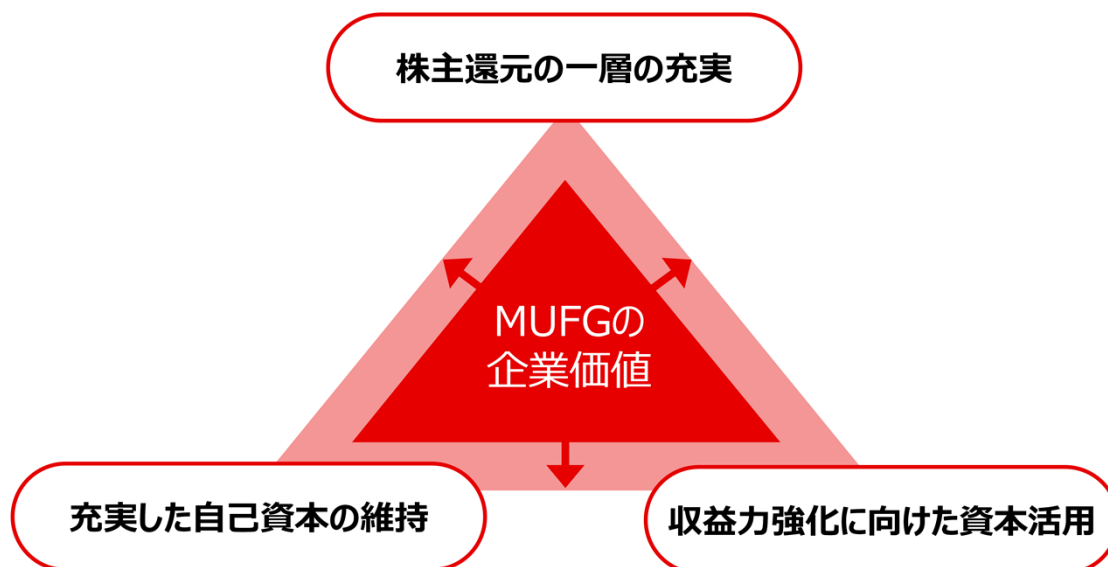 株主還元の一層の充実
MUFGの
企業価値
充実した自己資本の維持
収益力強化に向けた資本活用